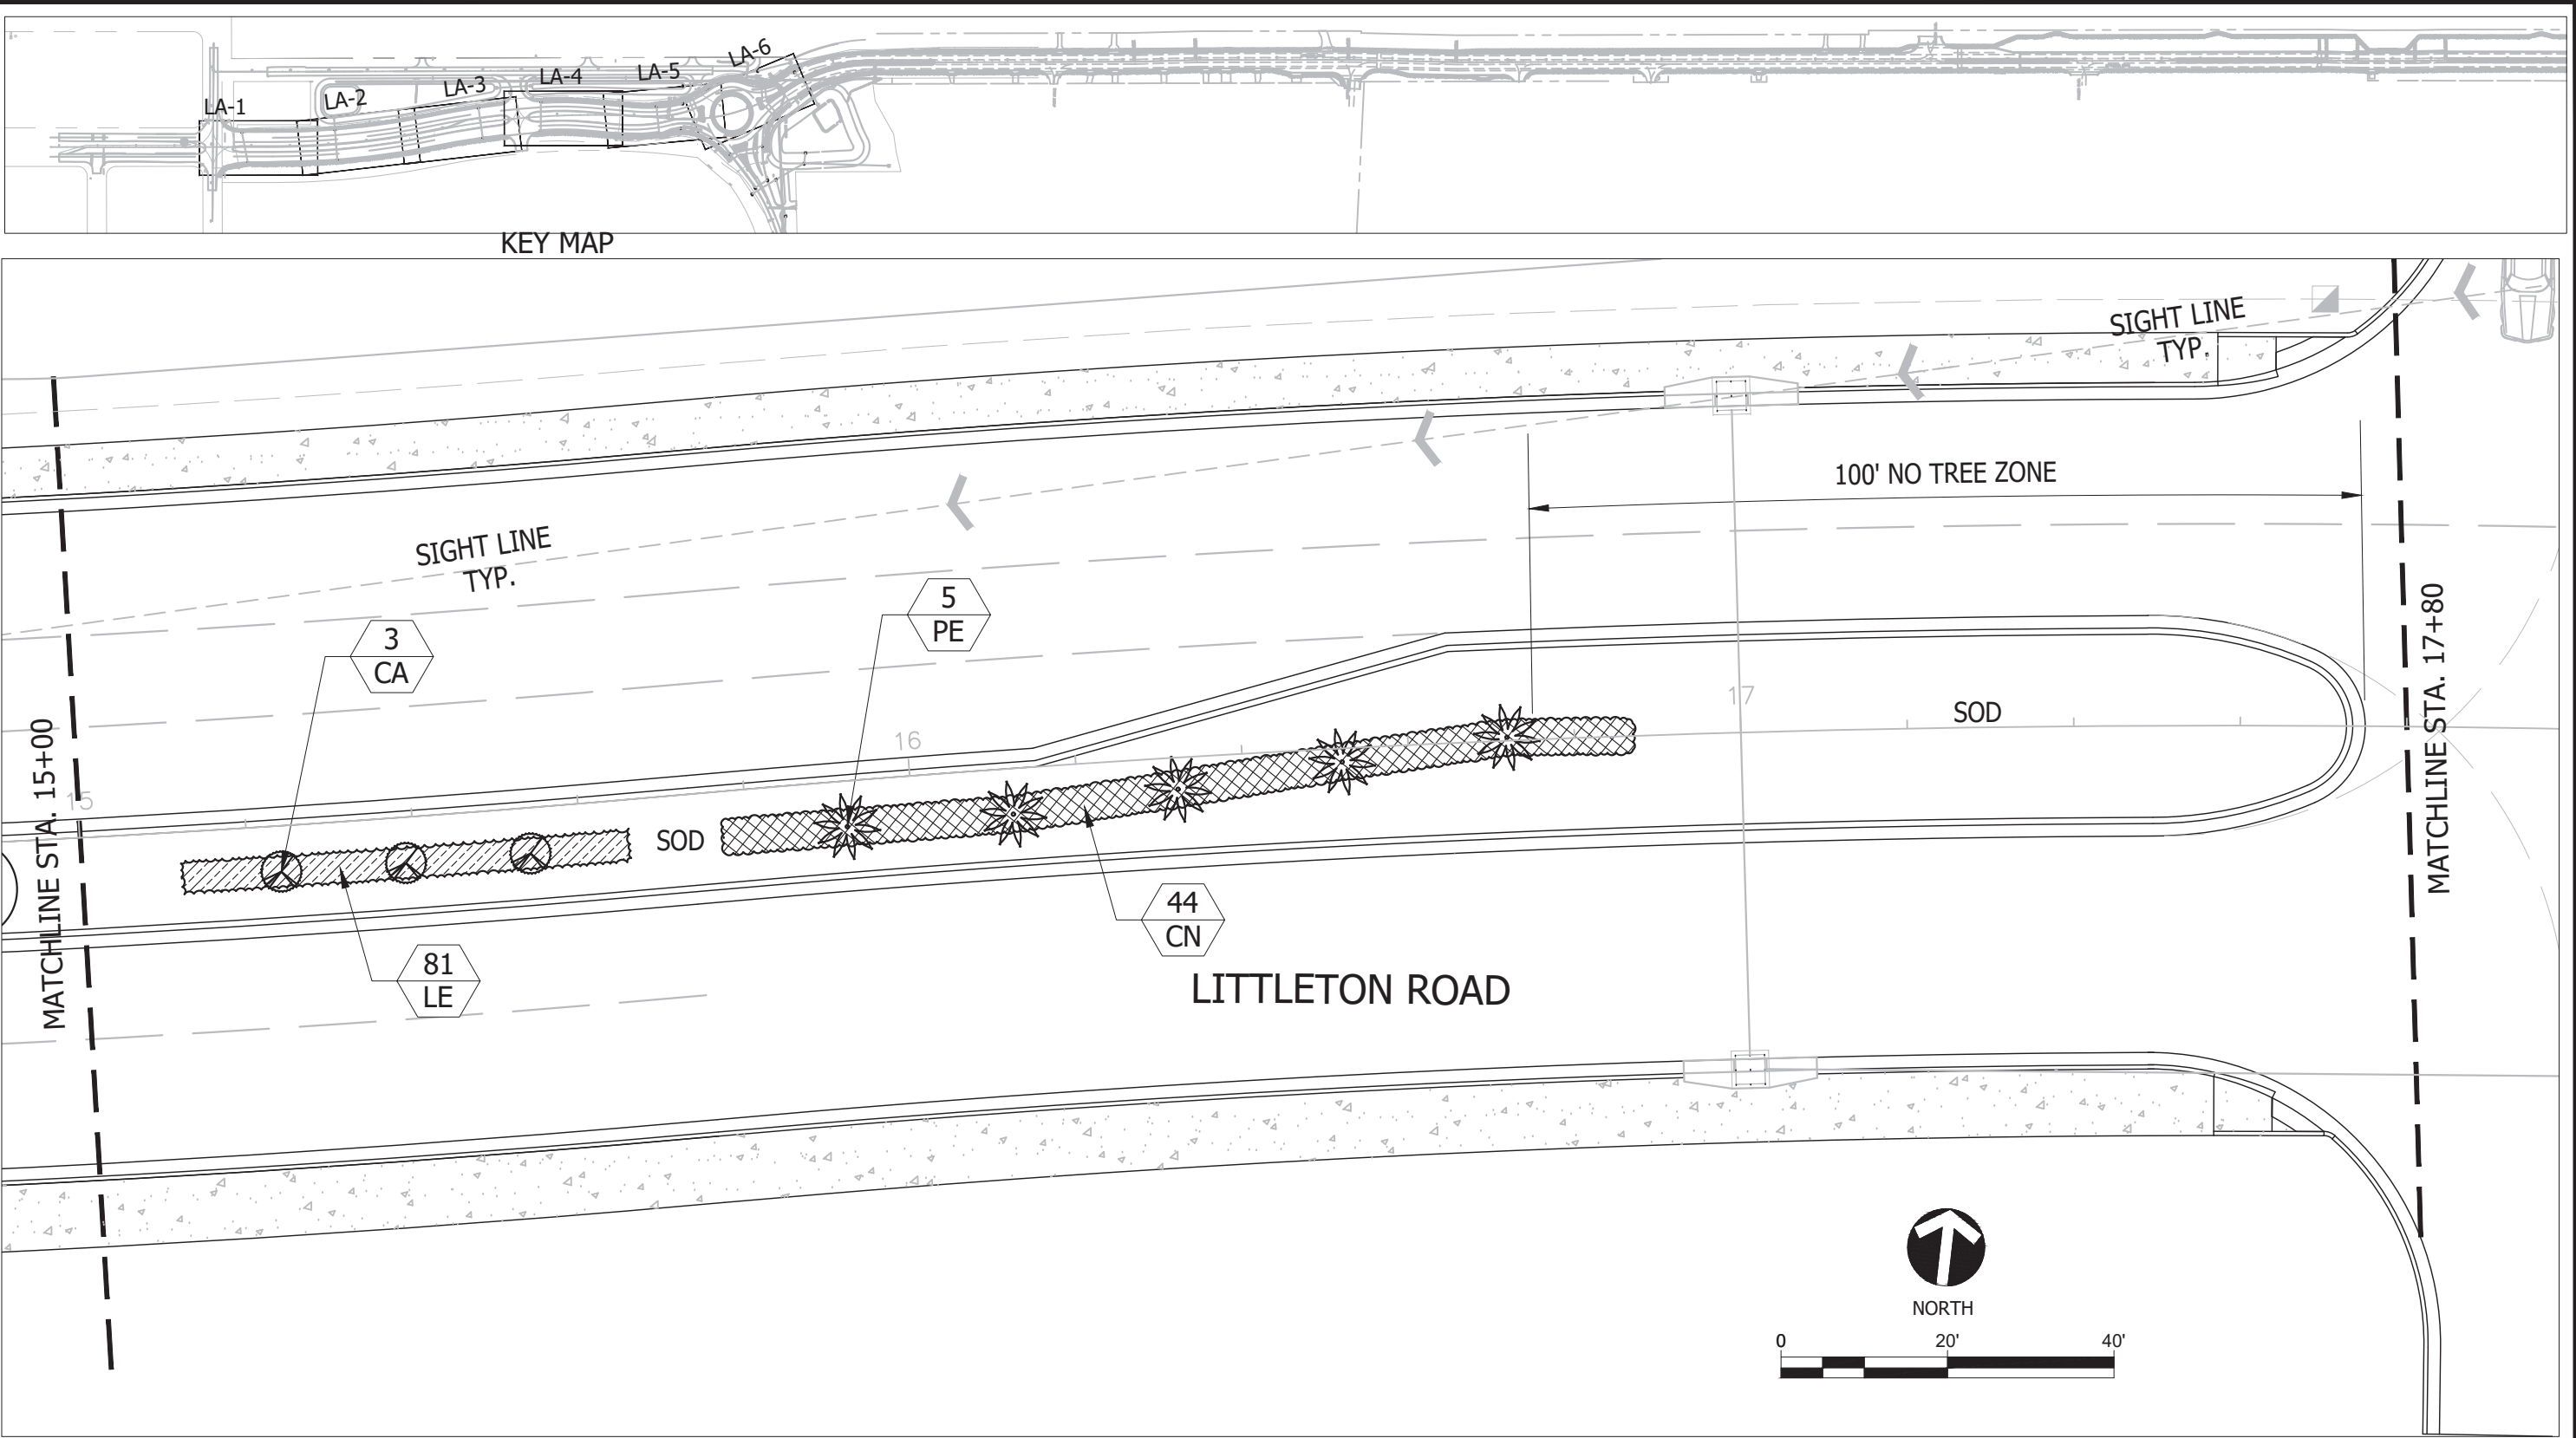 LA-1
LA-2
LA-3
LA-4
LA-5
LA-6
KEY MAP
SIGHT LINE
TYP.
100' NO TREE ZONE
SIGHT LINE
TYP.
5
PE
3
CA
MATCHLINE STA. 15+00
15
16
17
SOD
SOD
MATCHLINE STA. 17+80
44
CN
81
LE
LITTLETON ROAD
NORTH
0 20' 40'